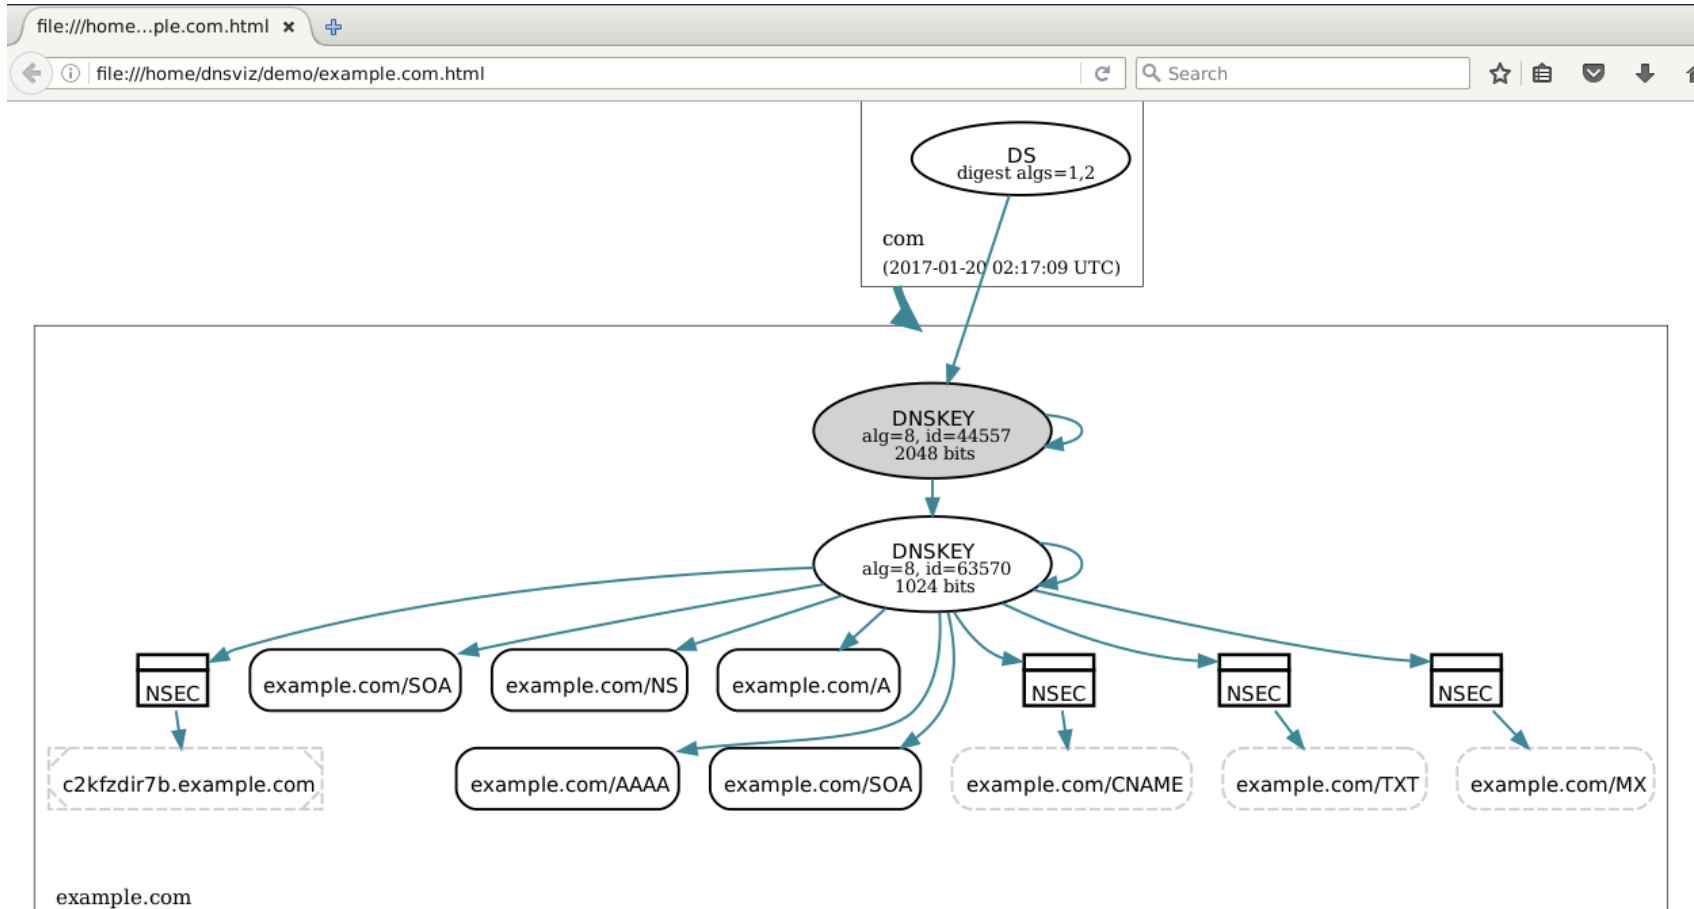 file:///home...ple.com.html
file:///home/dnsviz/demo/example.com.html
Search
DS
digest algs=1,2
com
(2017-01-20 02:17:09 UTC)
DNSKEY
alg=8, id=44557
2048 bits
DNSKEY
alg=8, id=63570
1024 bits
NSEC
example.com/SOA
example.com/NS
example.com/A
NSEC
NSEC
NSEC
c2kfzdir7b.example.com
example.com/AAAA
example.com/SOA
example.com/CNAME
example.com/TXT
example.com/MX
example.com